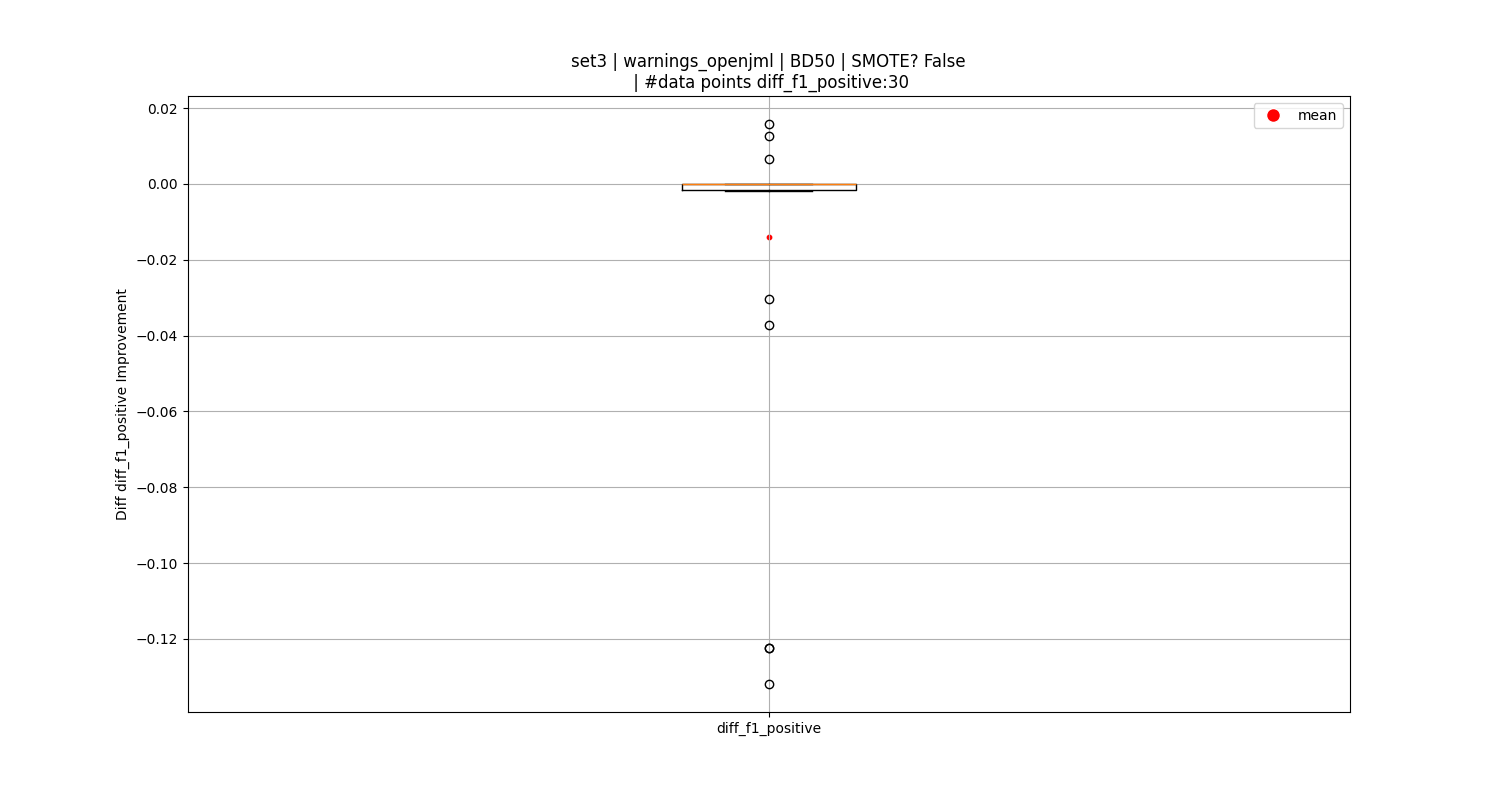 set3 | warnings_openjml | BD50 | SMOTE? False
| #data points diff_f1_positive:30
mean
0.02
0.00
−0.02
−0.04
−0.06
−0.08
−0.10
−0.12
Diff diff_f1_positive Improvement
diff_f1_positive